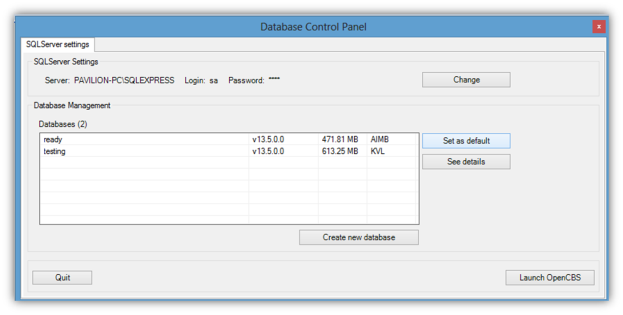 Database Control Panel
x
SQLServer settings
SQLServer Settings
Server: PAVILION-PC\SQLEXPRESS Login: sa Password: **** Change
Database Management
Databases (2)
ready v13.5.0.0 471.81 MB AIMB Set as default
testing v13.5.0.0 613.25 MB KVL See details
Create new database
Quit Launch OpenCBS